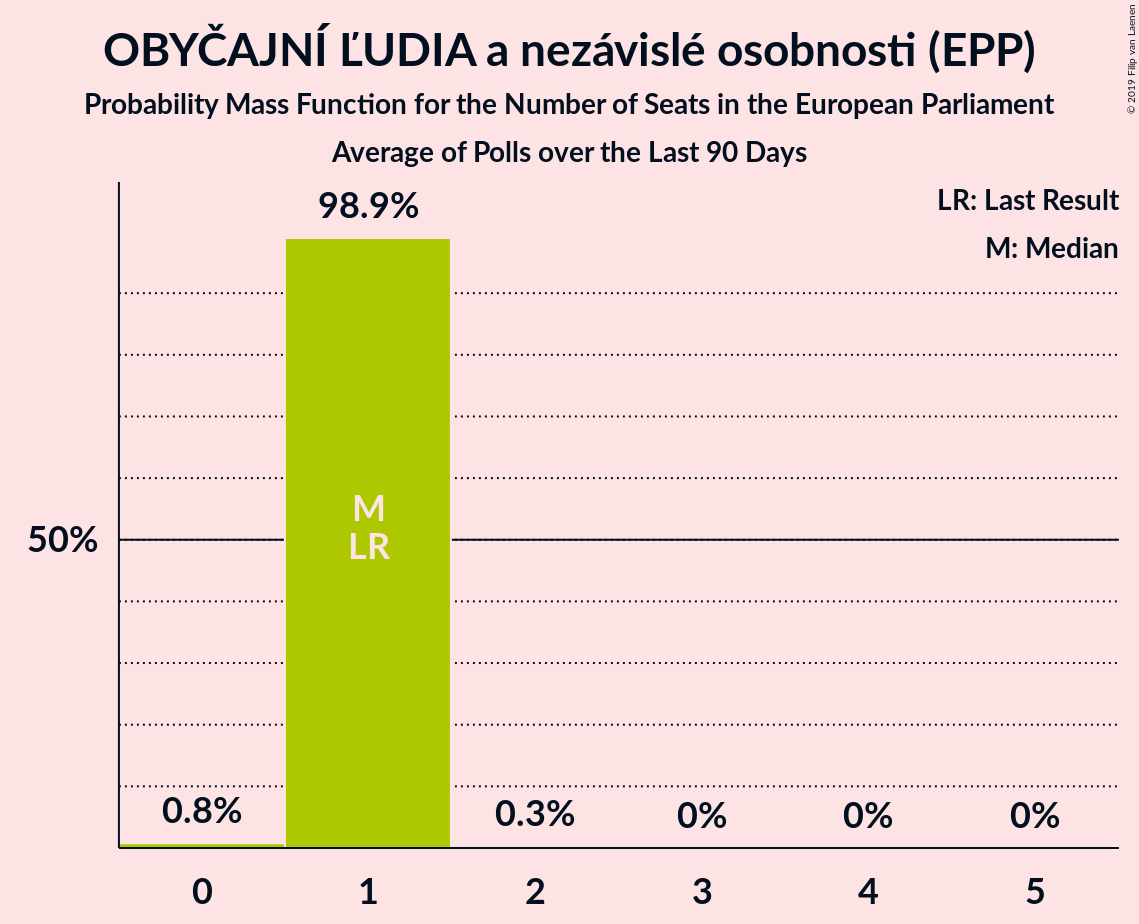 OBYČAJNÍ ĽUDIA a nezávislé osobnosti (EPP)
Probability Mass Function for the Number of Seats in the European Parliament
Average of Polls over the Last 90 Days
© 2019 Filip van Laenen
LR: Last Result
M: Median
98.9%
M
LR
50%
0.8%
0.3%
0%
0%
0%
0 1 2 3 4 5